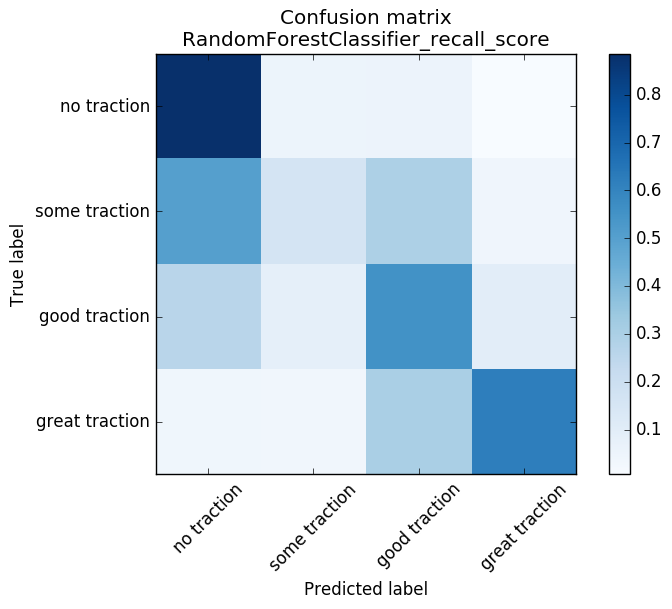 Confusion matrix
RandomForestClassifier_recall_score
True label
no traction
some traction
good traction
great traction
no traction
some traction
good traction
great traction
Predicted label
0.8
0.7
0.6
0.5
0.4
0.3
0.2
0.1